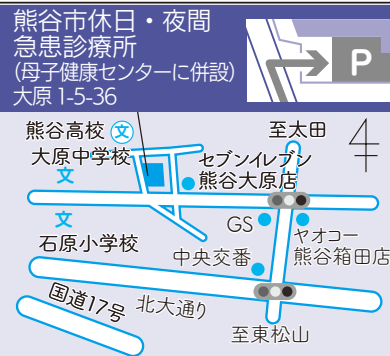 熊谷市休日・夜間
急患診療所
(母子健康センターに併設)
大原 1-5-36
P
熊谷高校 文
至太田
4
大原中学校
セブンイレブン
熊谷大原店
文
文
石原小学校
GS
ヤオコー
熊谷箱田店
中央交番
国道17号
北大通り
至東松山